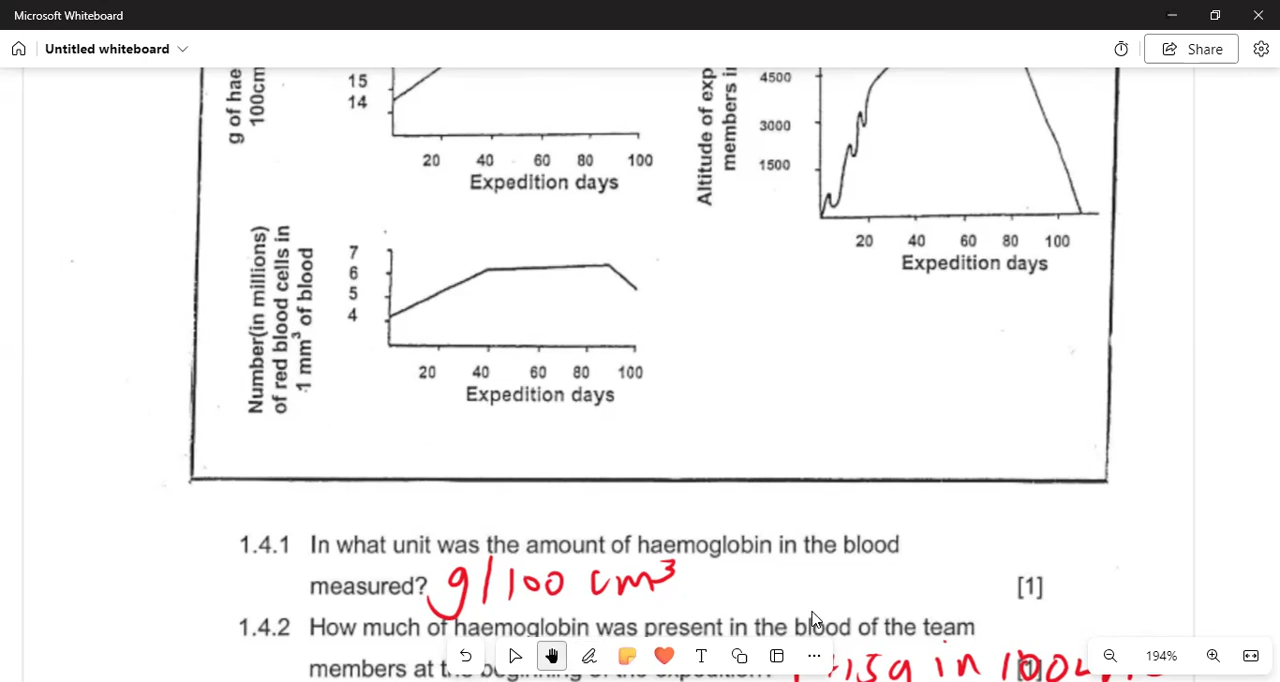 Microsoft Whiteboard
Untitled whiteboard
Share
g of hae
100cm
15
14
20 40 60 80 100
Expedition days
Altitude of exp
members i
4500
3000
1500
20 40 60 80 100
Expedition days
Number(in millions)
of red blood cells in
1 mm³ of blood
7
6
5
4
20 40 60 80 100
Expedition days
1.4.1 In what unit was the amount of haemoglobin in the blood
measured? g/100 cm³ [1]
1.4.2 How much of haemoglobin was present in the blood of the team
members at
194%